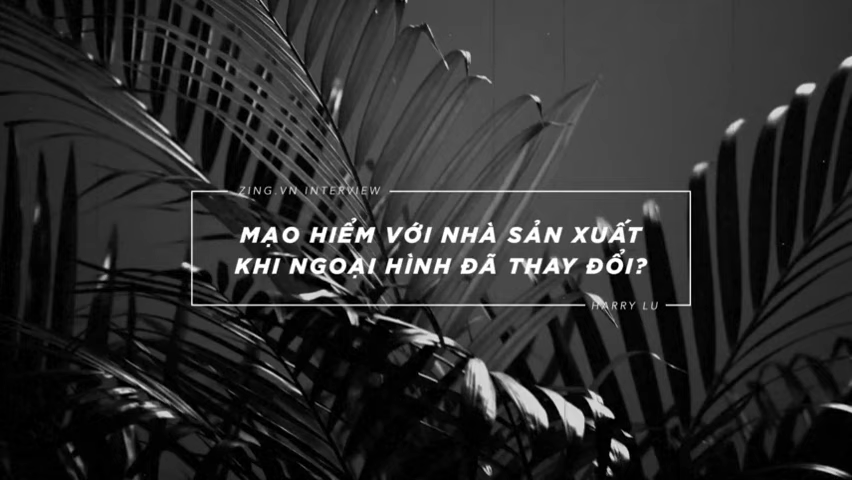 ZING.VN INTERVIEW
MẠO HIỂM VỚI NHÀ SẢN XUẤT
KHI NGOẠI HÌNH ĐÃ THAY ĐỔI?
HARRY LU